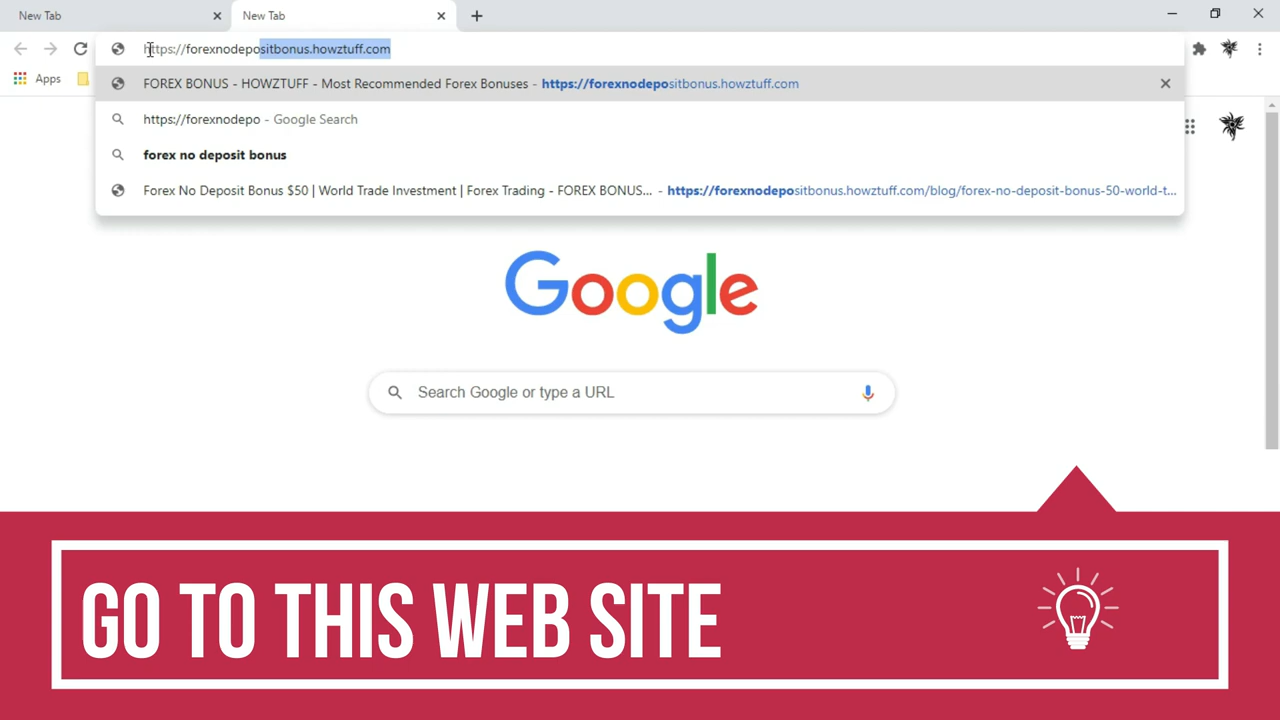 New Tab
New Tab
https://forexnodepositbonus.howztuff.com
Apps
FOREX BONUS - HOWZTUFF - Most Recommended Forex Bonuses - https://forexnodepositbonus.howztuff.com
https://forexnodepo - Google Search
forex no deposit bonus
Forex No Deposit Bonus $50 | World Trade Investment | Forex Trading - FOREX BONUS... - https://forexnodepositbonus.howztuff.com/blog/forex-no-deposit-bonus-50-world-t...
Google
Search Google or type a URL
GO TO THIS WEB SITE